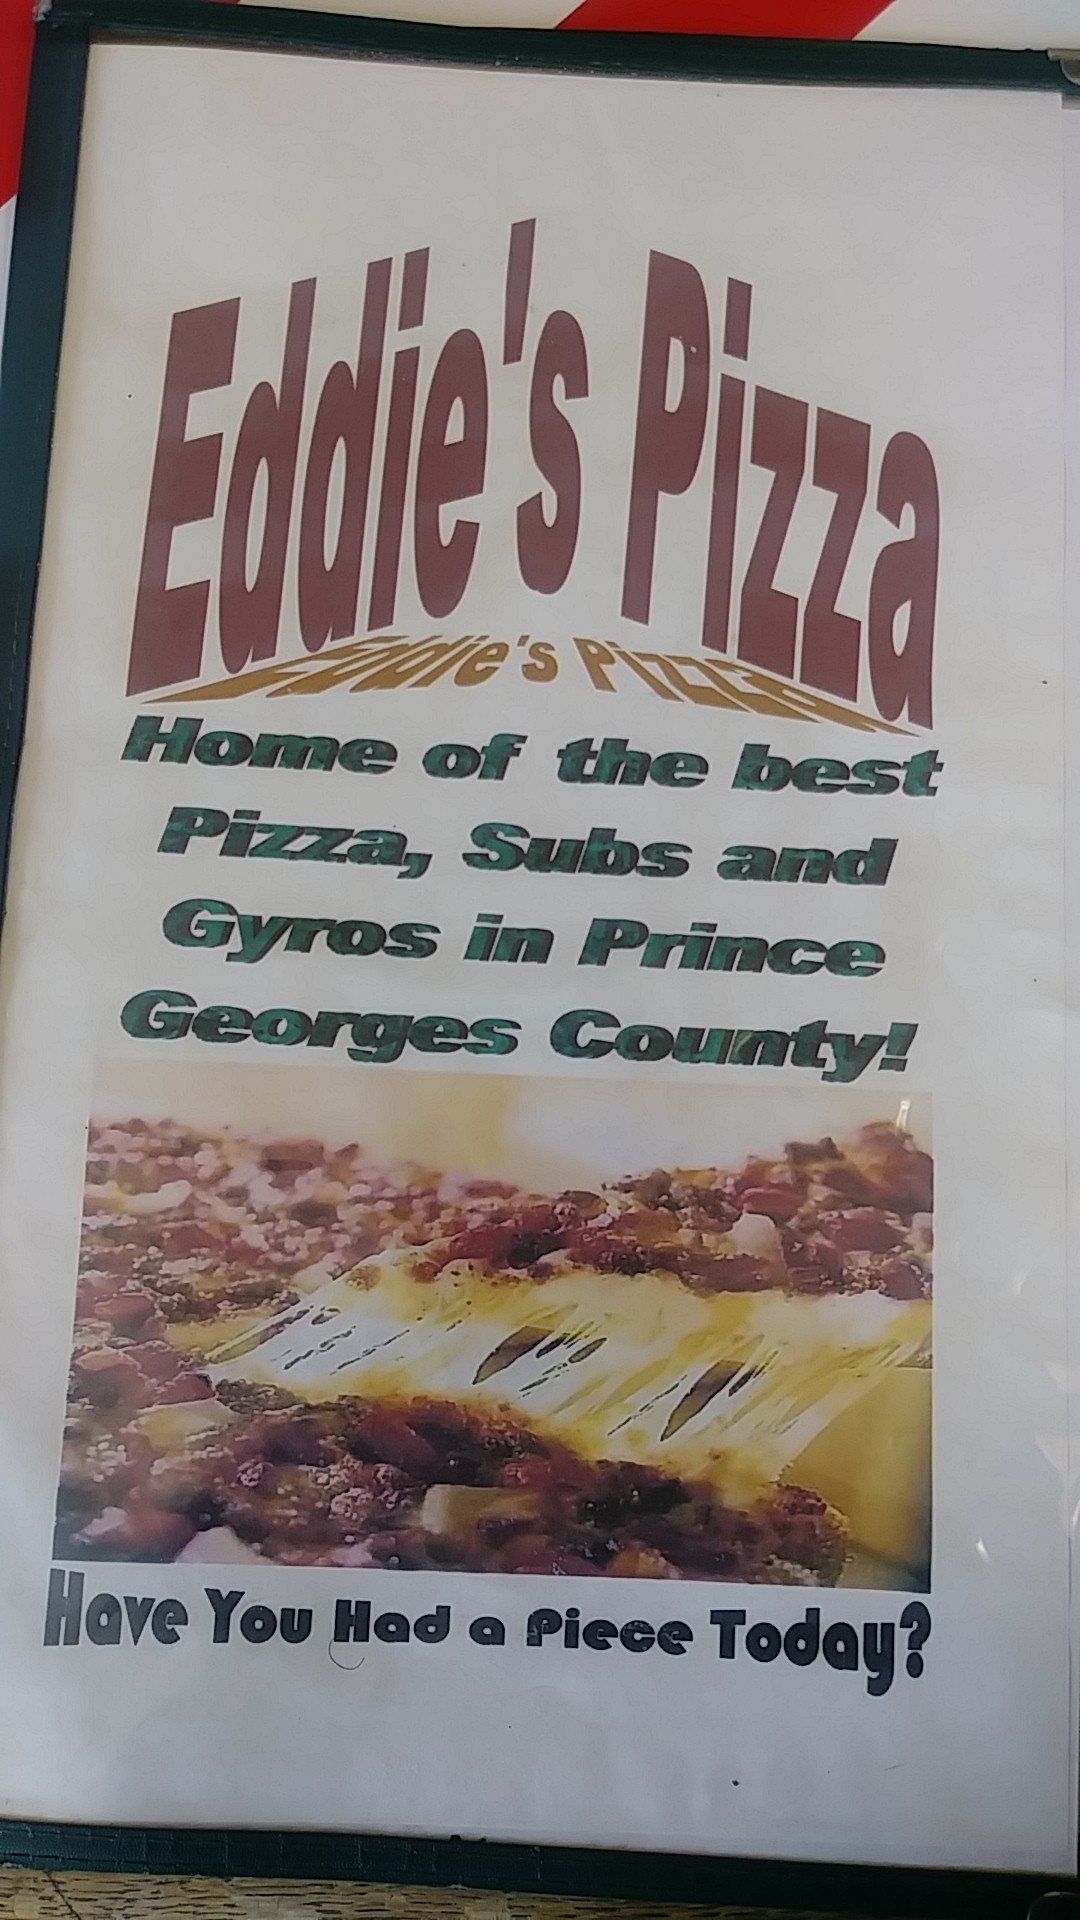 Eddie's Pizza
Eddie's Pizza
Home of the best
Pizza, Subs and
Gyros in Prince
Georges County!
Have You Had a Piece Today?